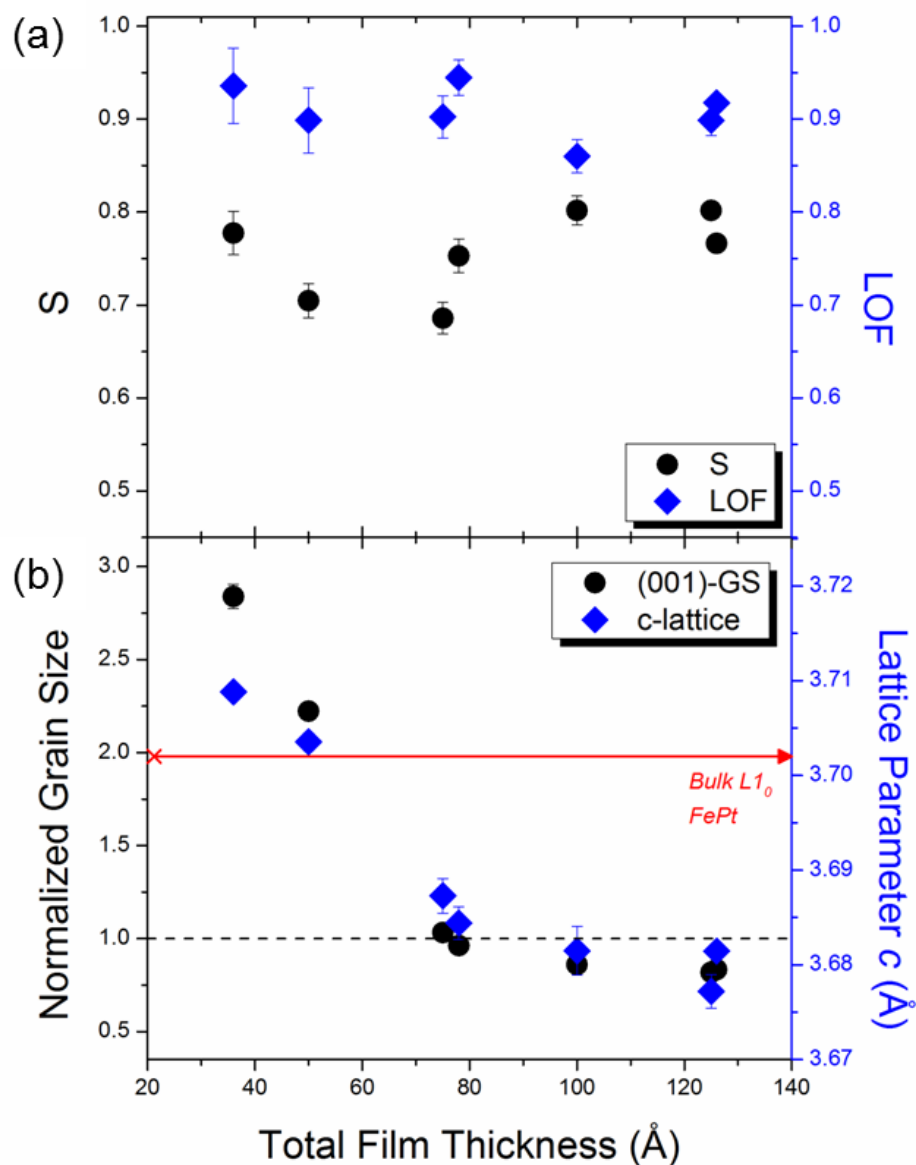 (a)
1.0
0.9
0.8
0.7
0.6
0.5
S
1.0
0.9
0.8
0.7
0.6
0.5
LOF
S
LOF
(b)
3.0
2.5
2.0
1.5
1.0
0.5
Normalized Grain Size
(001)-GS
c-lattice
Bulk L1₀
FePt
3.72
3.71
3.70
3.69
3.68
3.67
Lattice Parameter c (Å)
20 40 60 80 100 120 140
Total Film Thickness (Å)